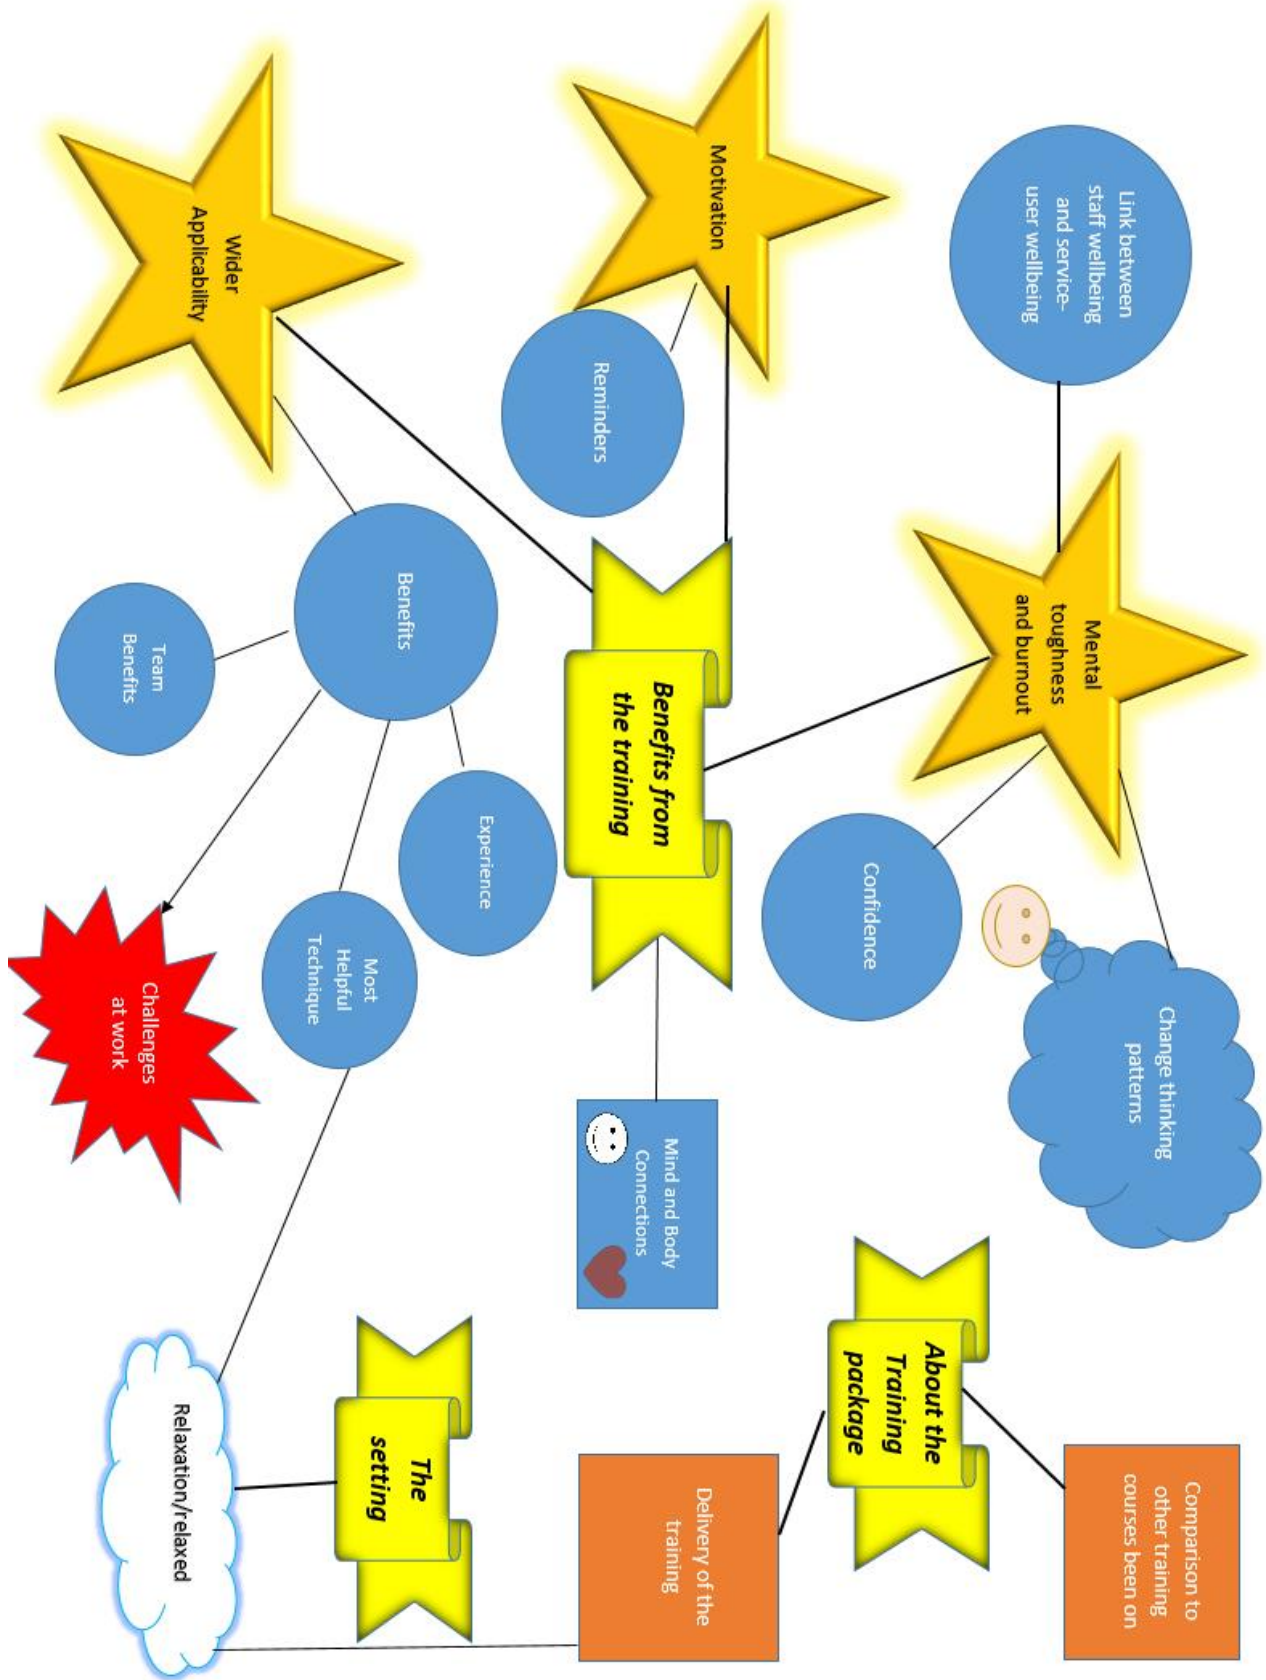 Link between
staff wellbeing
and service-
user wellbeing
Mental
toughness
and burnout
Change thinking
patterns
Comparison to
other training
courses been on
About the
Training
package
Confidence
Motivation
Reminders
Benefits from
the training
Mind and Body
Connections
Delivery of the
training
Wider
Applicability
Benefits
Experience
Most
Helpful
Technique
The
setting
Team
Benefits
Challenges
at work
Relaxation/relaxed